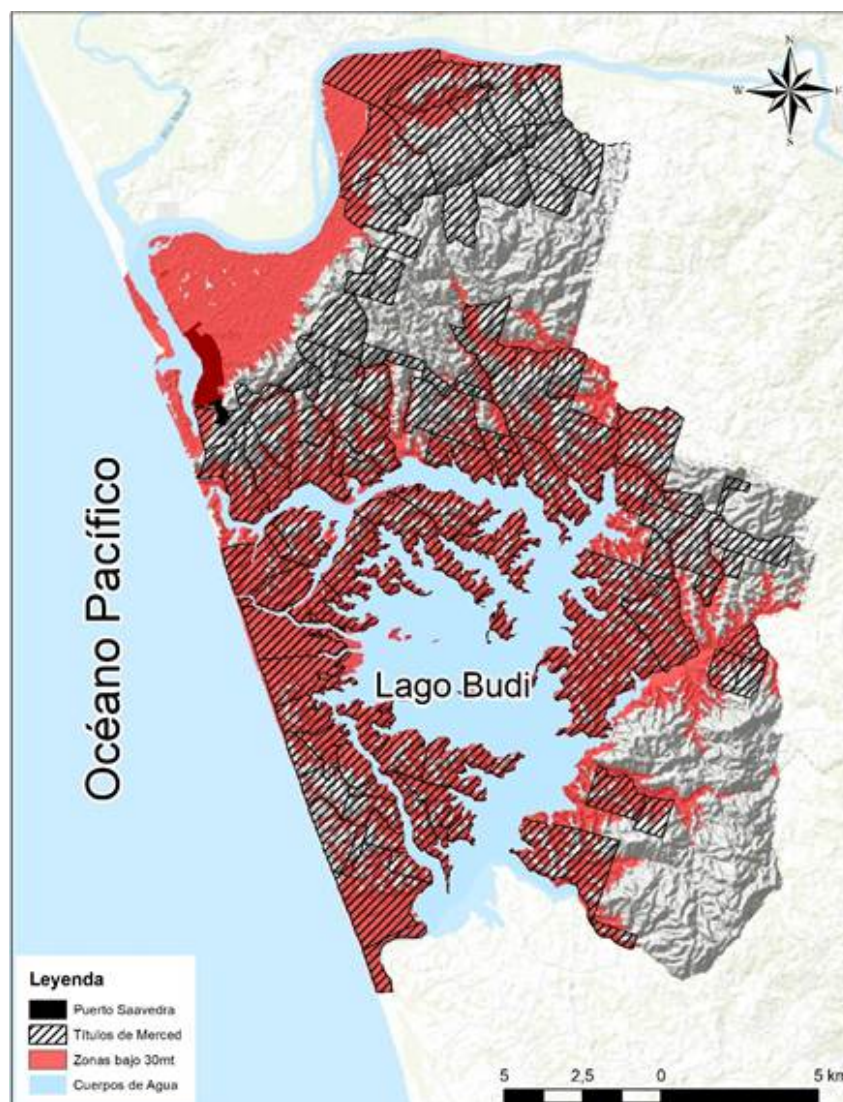 N
W
E
S
Océano Pacífico
Lago Budi
Leyenda
Puerto Saavedra
Títulos de Merced
Zonas bajo 30mt
Cuerpos de Agua
5 2,5 0 5 km